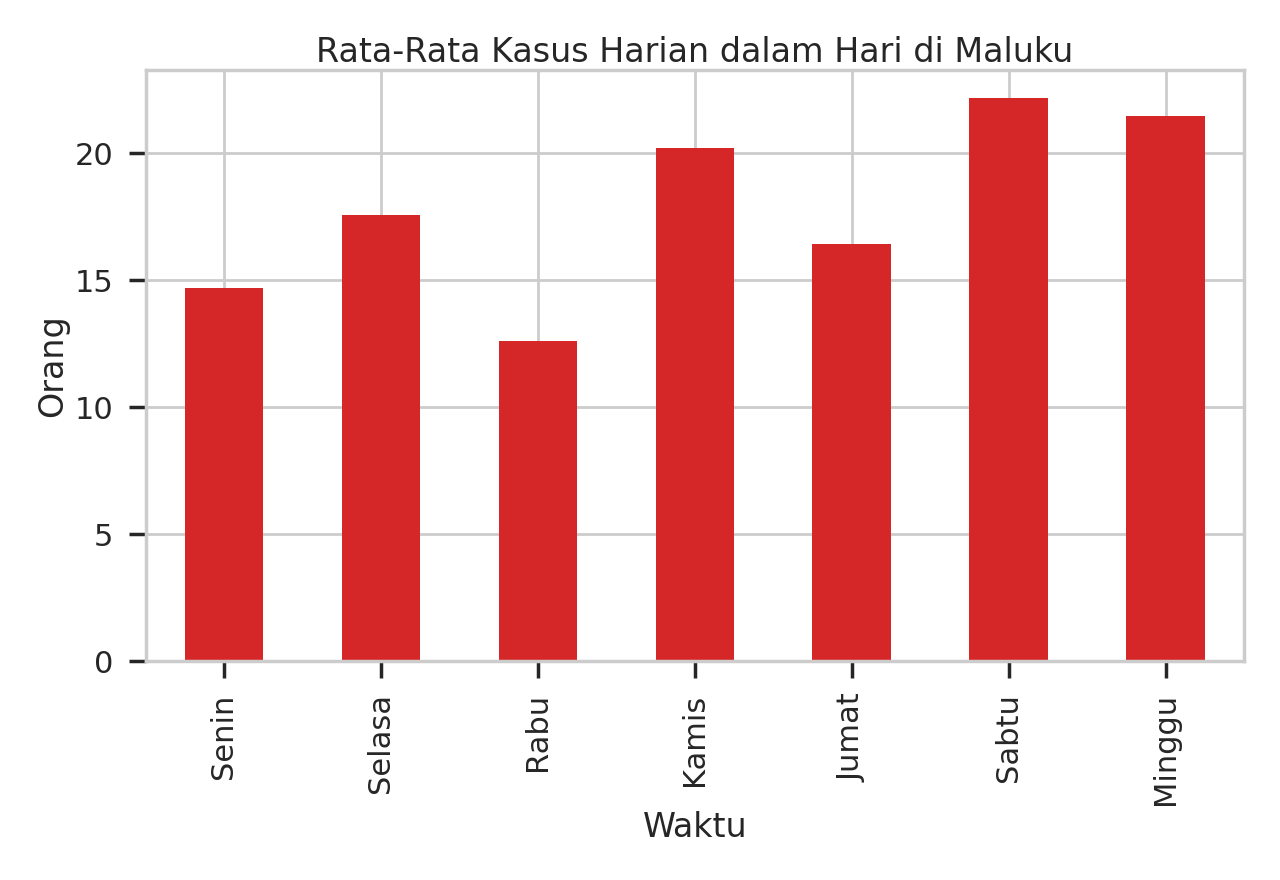 Rata-Rata Kasus Harian dalam Hari di Maluku
Orang
20
15
10
5
0
Senin
Selasa
Rabu
Kamis
Jumat
Sabtu
Minggu
Waktu